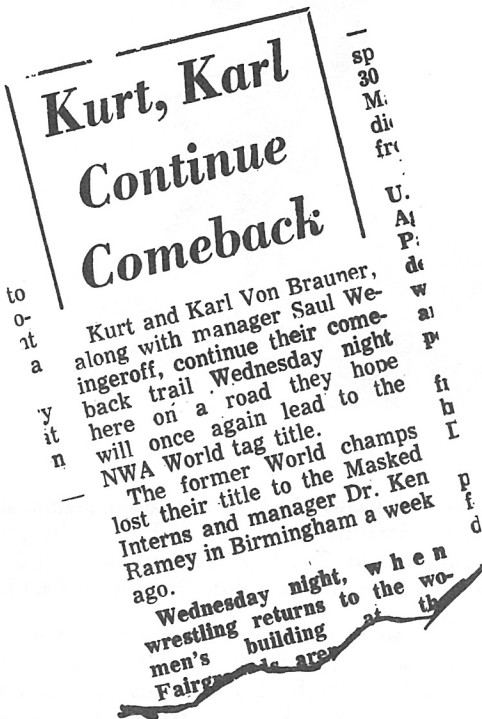 Kurt, Karl
Continue
Comeback
Kurt and Karl Von Brauner,
along with manager Saul We-
ingeroff, continue their come-
back trail Wednesday night
here on a road they hope
will once again lead to the
NWA World tag title.
The former World champs
lost their title to the Masked
Interns and manager Dr. Ken
Ramey in Birmingham a week
ago.
Wednesday night, when
wrestling returns to the wo-
men's building at
to
o-
a
n
sp
30
U.